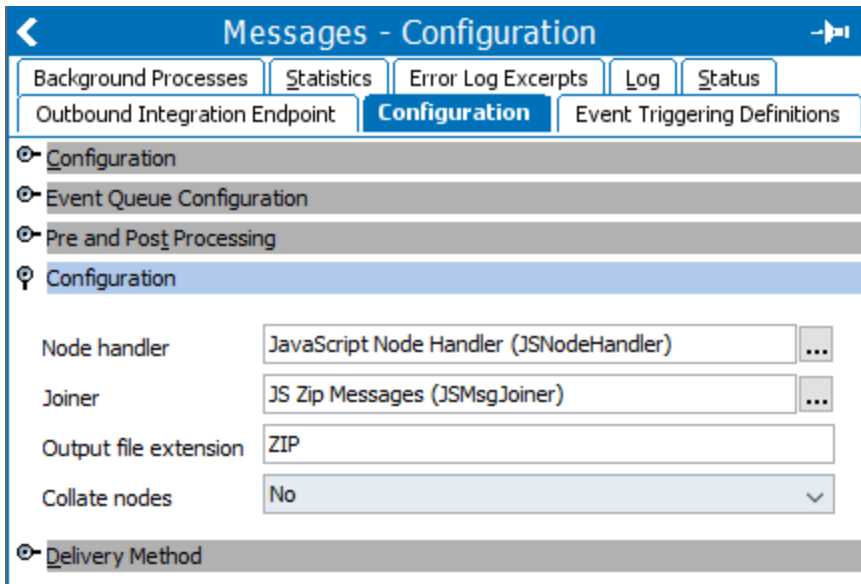 Messages - Configuration
Background Processes Statistics Error Log Excerpts Log Status
Outbound Integration Endpoint Configuration Event Triggering Definitions
Configuration
Event Queue Configuration
Pre and Post Processing
Configuration
Node handler JavaScript Node Handler (JSNodeHandler) ...
Joiner JS Zip Messages (JSMsgJoiner) ...
Output file extension ZIP
Collate nodes No
Delivery Method